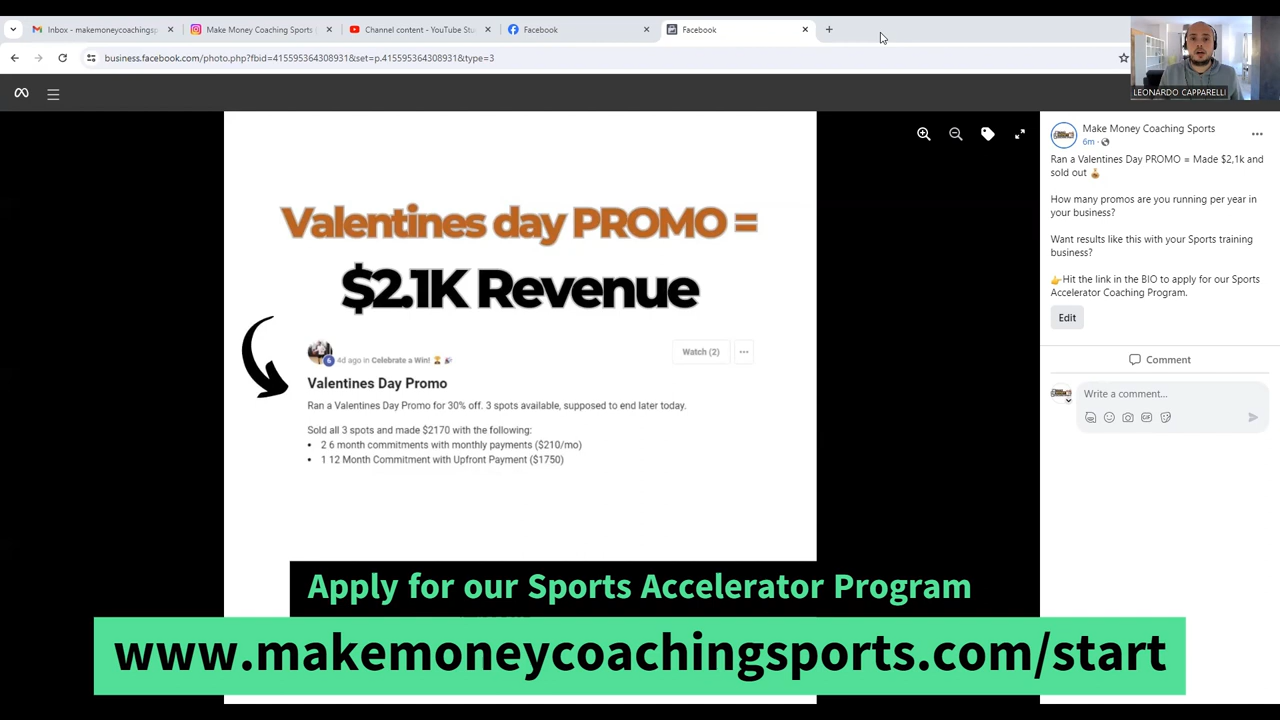 Inbox - makemoneycoachingsp
Make Money Coaching Sports
Channel content - YouTube Stu
Facebook
Facebook
business.facebook.com/photo.php?fbid=415595364308931&set=p.415595364308931&type=3
LEONARDO CAPPARELLI
Valentines day PROMO =
$2.1K Revenue
6
4d ago in Celebrate a Win!
Watch (2)
Valentines Day Promo
Ran a Valentines Day Promo for 30% off. 3 spots available, supposed to end later today.
Sold all 3 spots and made $2170 with the following:
• 2 6 month commitments with monthly payments ($210/mo)
• 1 12 Month Commitment with Upfront Payment ($1750)
Make Money Coaching Sports
6m ·
Ran a Valentines Day PROMO = Made $2,1k and
sold out
How many promos are you running per year in
your business?
Want results like this with your Sports training
business?
👉Hit the link in the BIO to apply for our Sports
Accelerator Coaching Program.
Edit
Comment
Write a comment...
Apply for our Sports Accelerator Program
www.makemoneycoachingsports.com/start